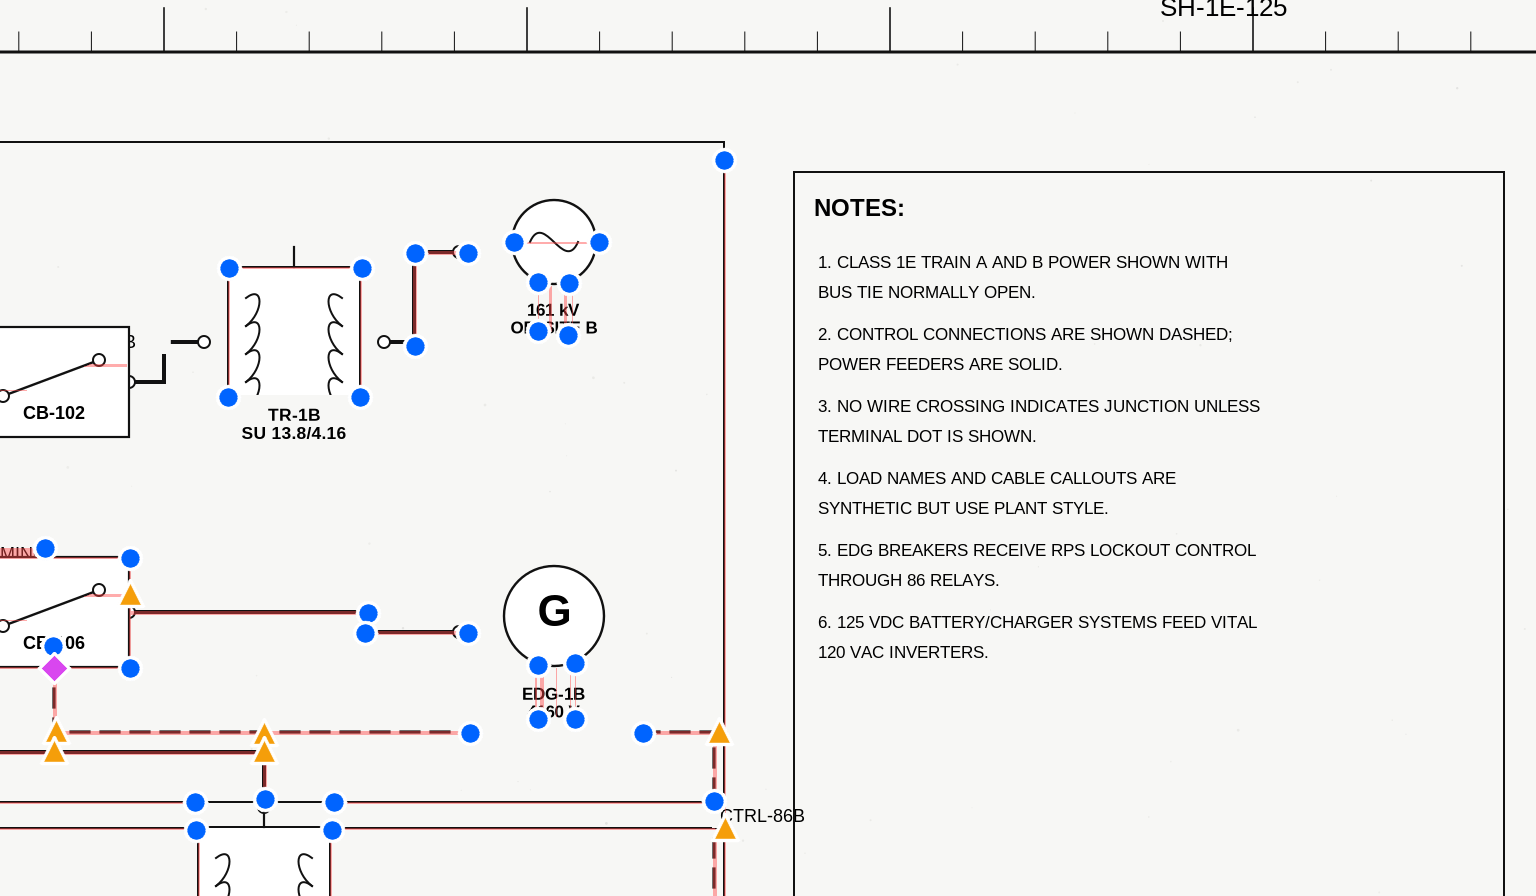 SH-1E-125
NOTES:
1. CLASS 1E TRAIN A AND B POWER SHOWN WITH
BUS TIE NORMALLY OPEN.
2. CONTROL CONNECTIONS ARE SHOWN DASHED;
POWER FEEDERS ARE SOLID.
3. NO WIRE CROSSING INDICATES JUNCTION UNLESS
TERMINAL DOT IS SHOWN.
4. LOAD NAMES AND CABLE CALLOUTS ARE
SYNTHETIC BUT USE PLANT STYLE.
5. EDG BREAKERS RECEIVE RPS LOCKOUT CONTROL
THROUGH 86 RELAYS.
6. 125 VDC BATTERY/CHARGER SYSTEMS FEED VITAL
120 VAC INVERTERS.
161 kV
B
CB-102
TR-1B
SU 13.8/4.16
G
EDG-1B
CTRL-86B